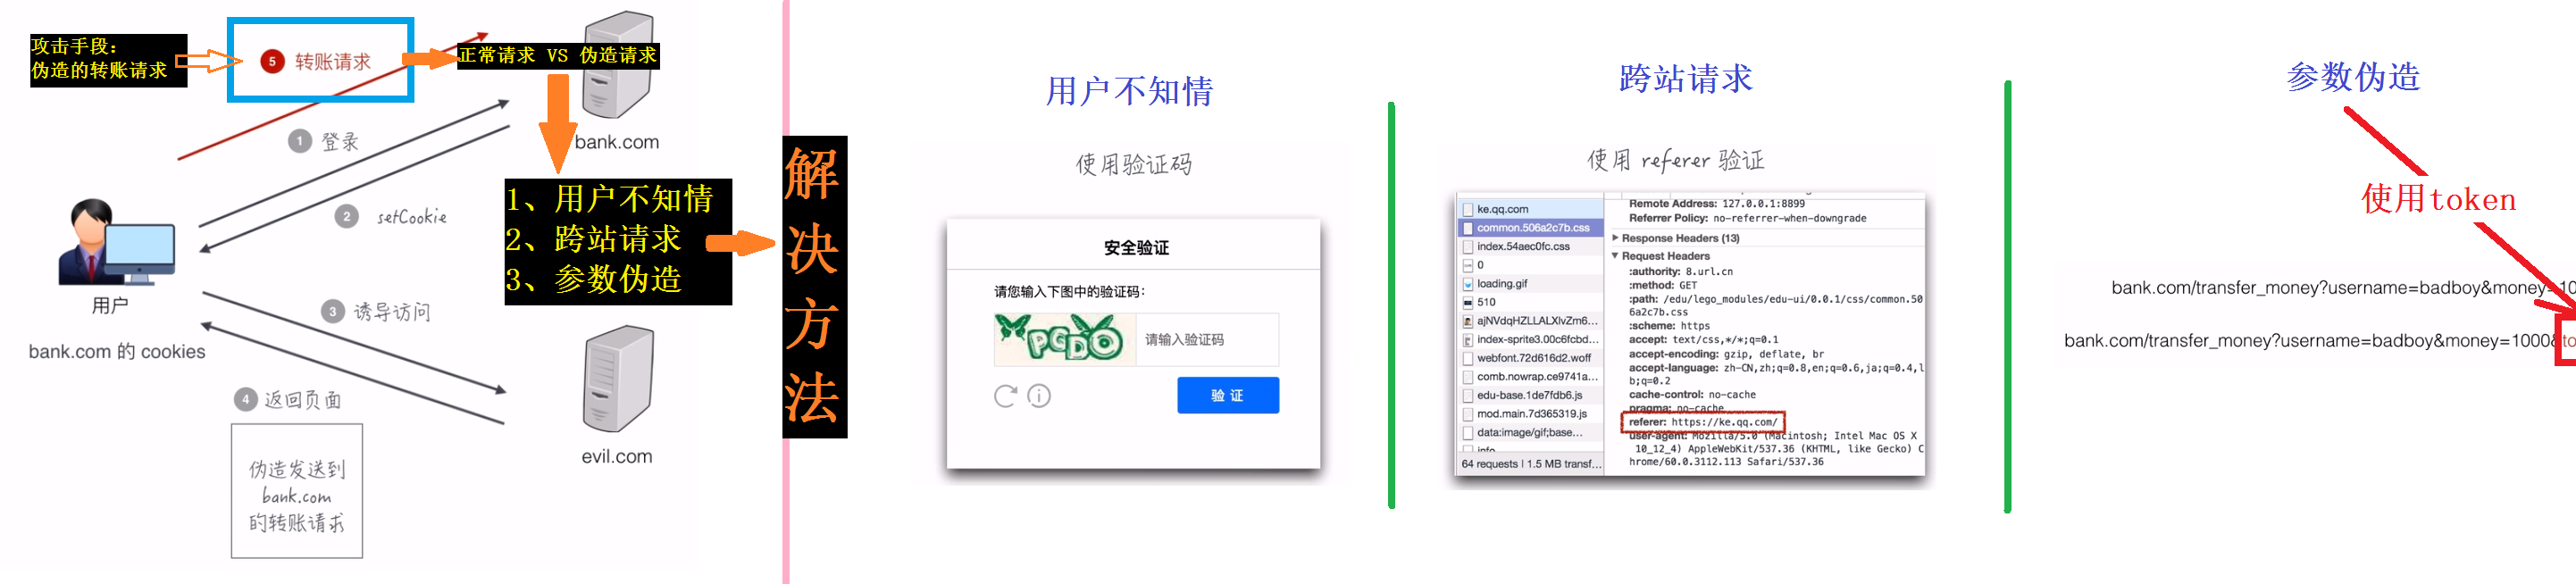 攻击手段：
伪造的转账请求
5 转账请求
正常请求 VS 伪造请求
bank.com
1 登录
2 setCookie
1、用户不知情
2、跨站请求
3、参数伪造
用户
bank.com 的 cookies
3 诱导访问
4 返回页面
伪造发送到
bank.com
的转账请求
evil.com
解决方法
用户不知情
使用验证码
安全验证
请您输入下图中的验证码：
PCDO
请输入验证码
验证
跨站请求
使用 referer 验证
ke.qq.com
common.506a2c7b.css
index.54aec0fc.css
0
loading.gif
510
ajNVdqHZLLALXlvZm6...
index-sprite3.00c6fcbd...
webfont.72d616d2.woff
comb.nowrap.ce9741a...
edu-base.1de7fdb6.js
mod.main.7d365319.js
data:image/gif;base...
info
64 requests | 1.5 MB transf...
Remote Address: 127.0.0.1:8899
Referrer Policy: no-referrer-when-downgrade
Response Headers (13)
Request Headers
:authority: 8.url.cn
:method: GET
:path: /edu/lego_modules/edu-ui/0.0.1/css/common.50
6a2c7b.css
:scheme: https
accept: text/css,*/*;q=0.1
accept-encoding: gzip, deflate, br
accept-language: zh-CN,zh;q=0.8,en;q=0.6,ja;q=0.4,l
b;q=0.2
cache-control: no-cache
pragma: no-cache
referer: https://ke.qq.com/
user-agent: Mozilla/5.0 (Macintosh; Intel Mac OS X
10_12_4) AppleWebKit/537.36 (KHTML, like Gecko) C
hrome/60.0.3112.113 Safari/537.36
参数伪造
使用token
bank.com/transfer_money?username=badboy&money=10
bank.com/transfer_money?username=badboy&money=1000&to